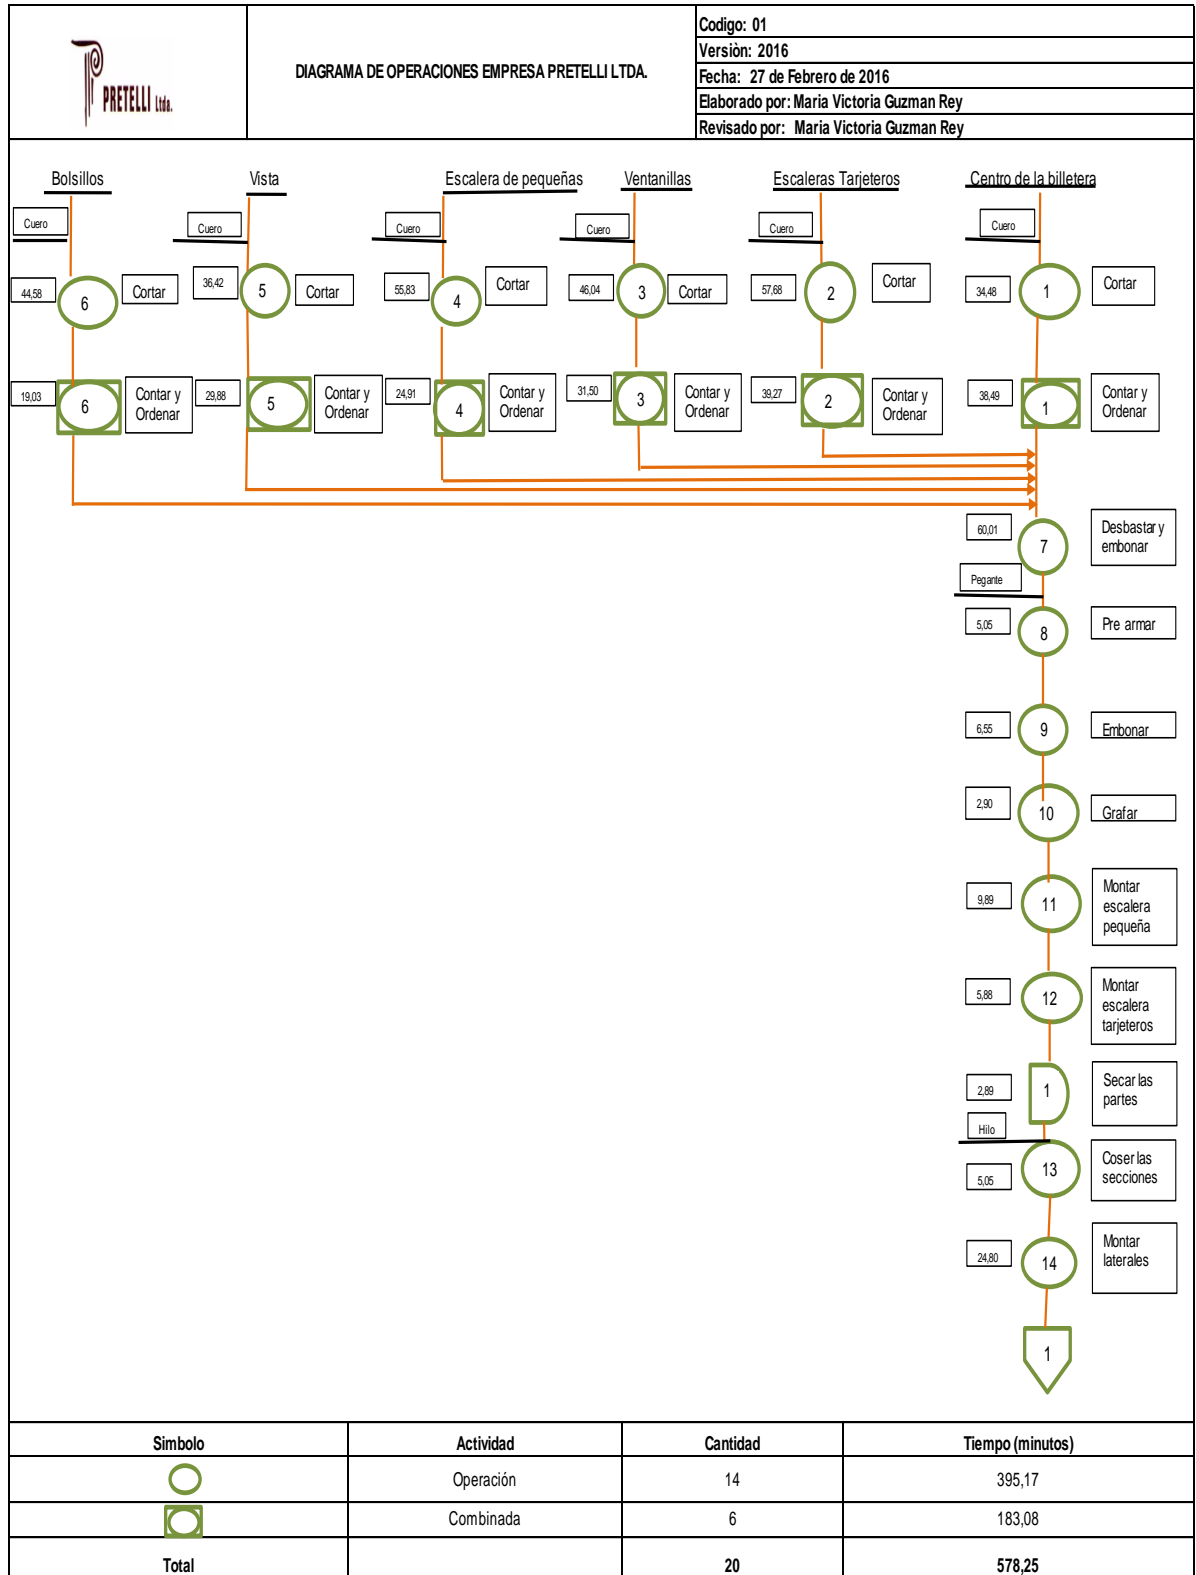 PRETELLI Ltda.
DIAGRAMA DE OPERACIONES EMPRESA PRETELLI LTDA.
Codigo: 01
Versiòn: 2016
Fecha: 27 de Febrero de 2016
Elaborado por: Maria Victoria Guzman Rey
Revisado por: Maria Victoria Guzman Rey
Bolsillos Vista Escalera de pequeñas Ventanillas Escaleras Tarjeteros Centro de la billetera
Cuero Cuero Cuero Cuero Cuero Cuero
44,58 6 Cortar 36,42 5 Cortar 55,83 4 Cortar 46,04 3 Cortar 57,68 2 Cortar 34,48 1 Cortar
19,03 6 Contar y 29,88 5 Contar y 24,91 4 Contar y 31,50 3 Contar y 39,27 2 Contar y 38,49 1 Contar y
Ordenar Ordenar Ordenar Ordenar Ordenar Ordenar
60,01 7 Desbastar y
embonar
Pegante
5,05 8 Pre armar
6,55 9 Embonar
2,90 10 Grafar
9,89 11 Montar
escalera
pequeña
5,88 12 Montar
escalera
tarjeteros
2,89 1 Secar las
partes
Hilo
5,05 13 Coser las
secciones
24,80 14 Montar
laterales
1
Simbolo Actividad Cantidad Tiempo (minutos)
Operación 14 395,17
Combinada 6 183,08
Total 20 578,25